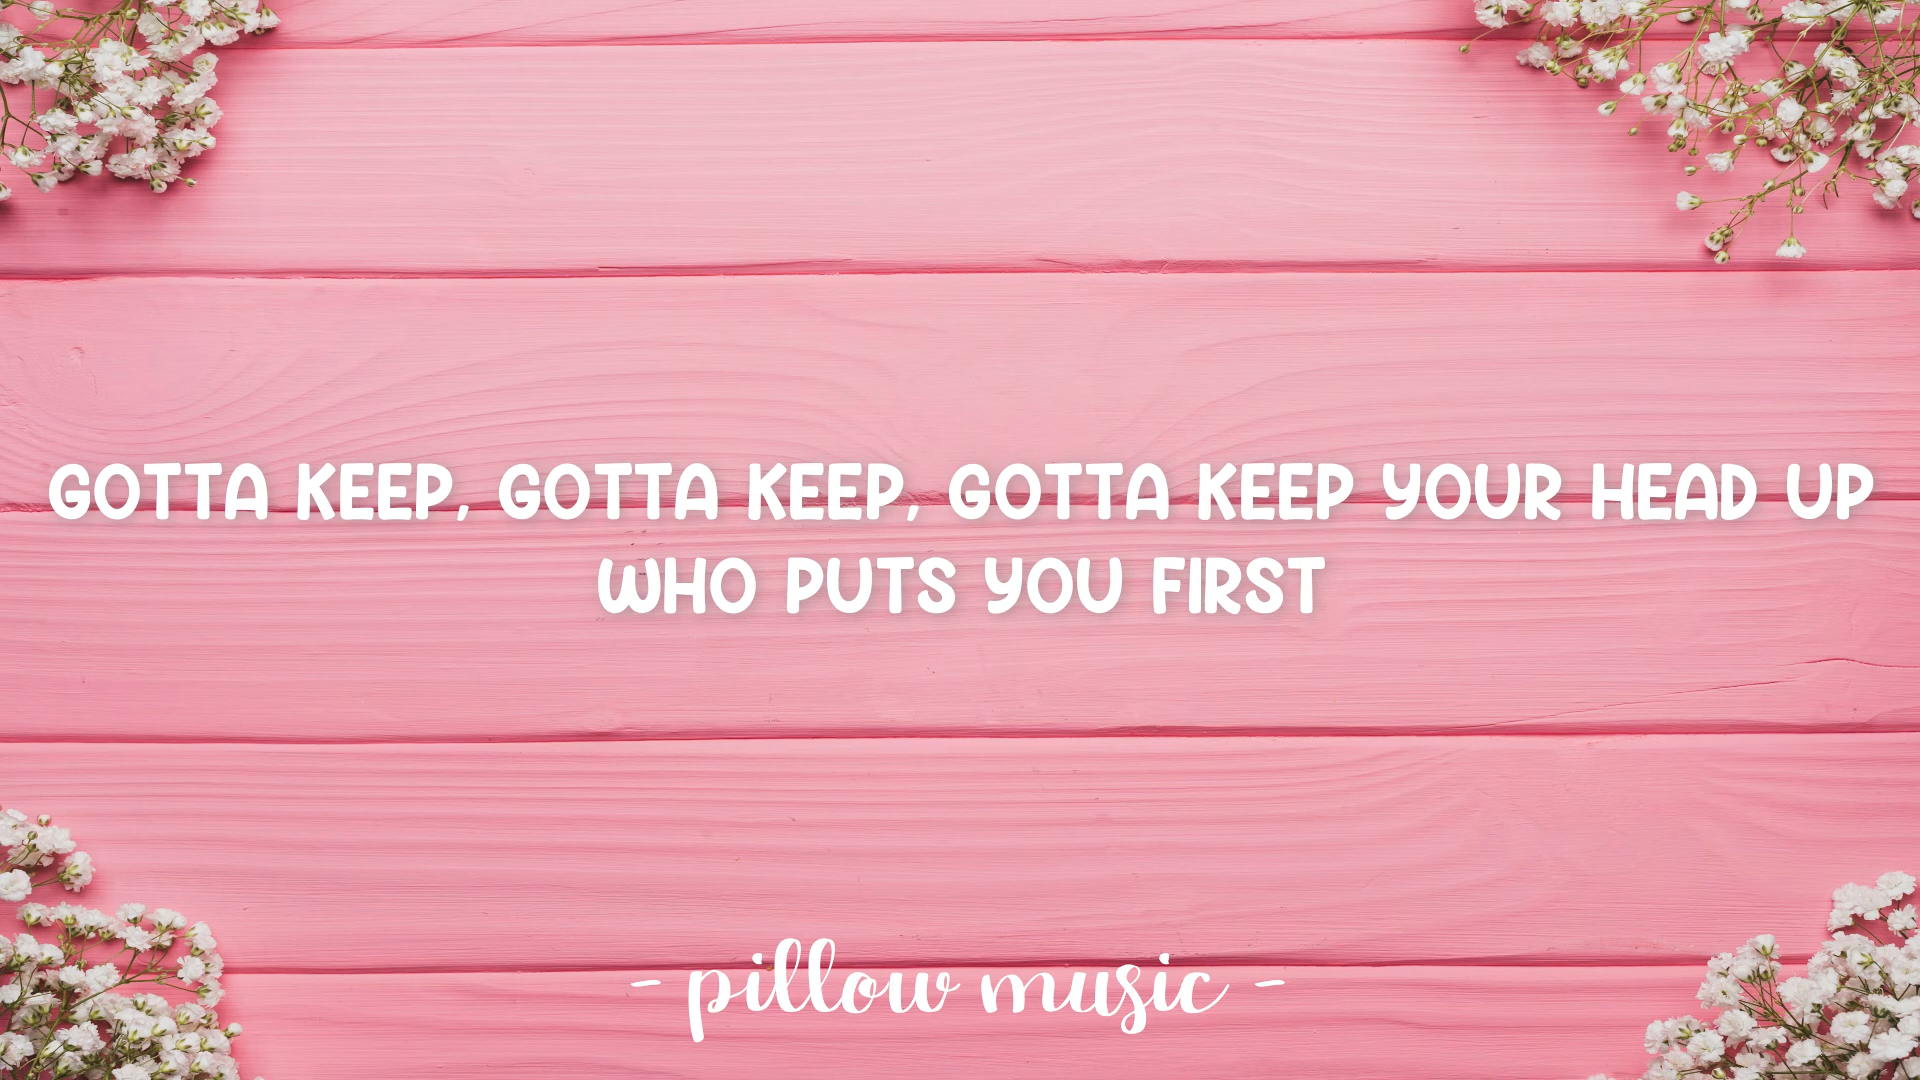 GOTTA KEEP, GOTTA KEEP, GOTTA KEEP YOUR HEAD UP
WHO PUTS YOU FIRST
- pillow music -